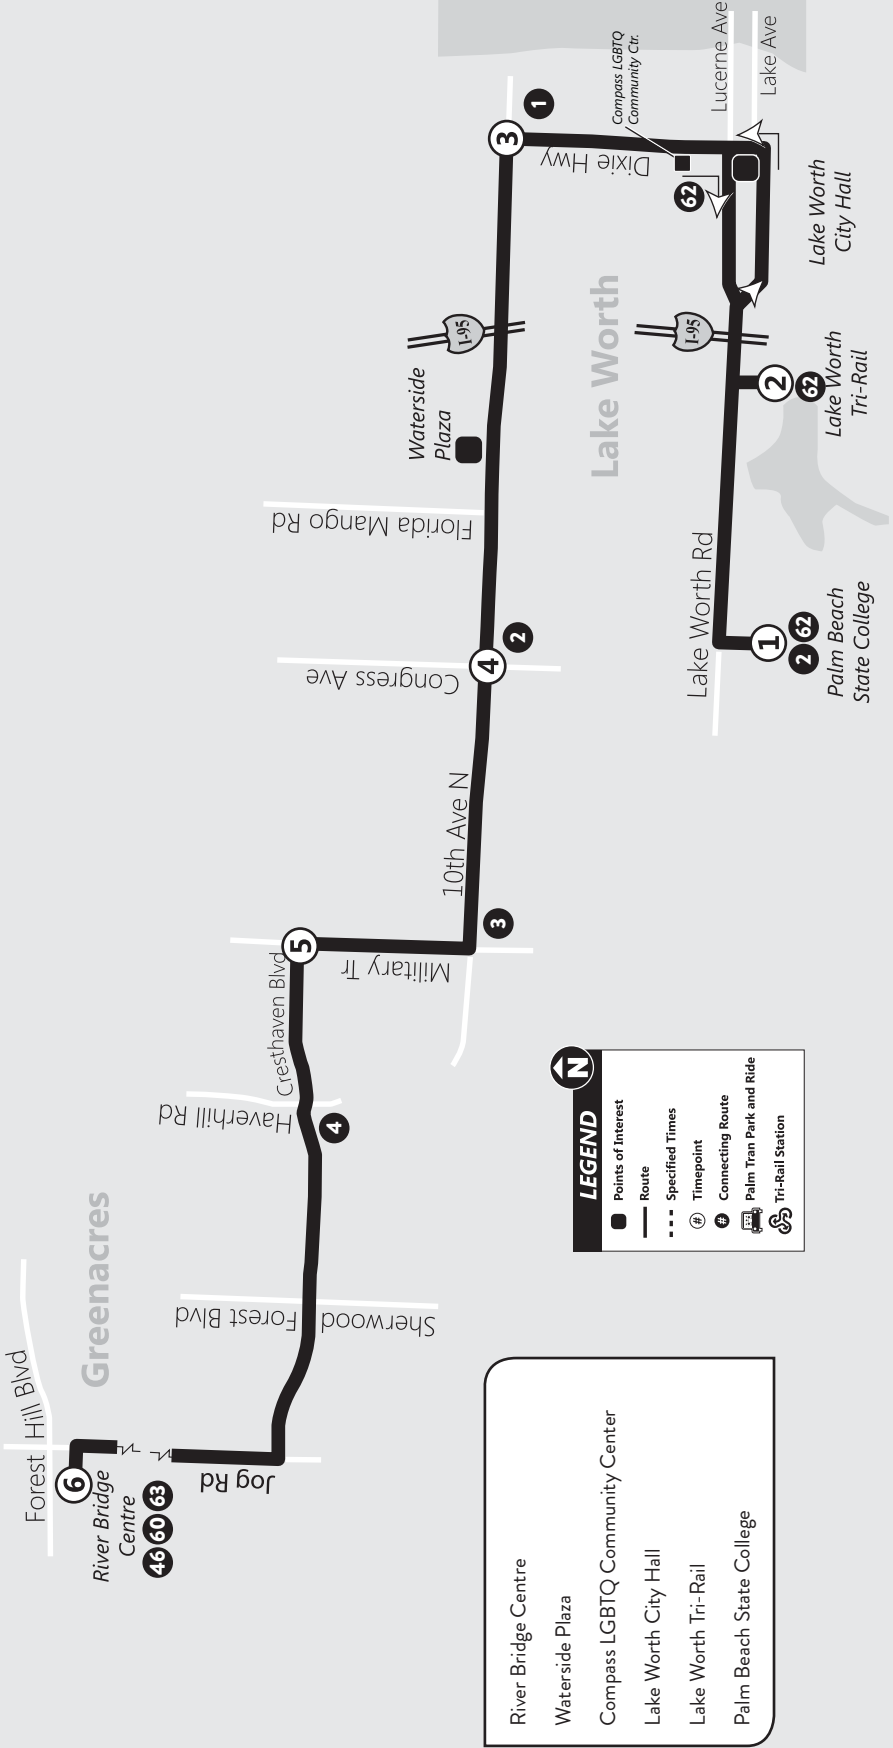 Forest Hill Blvd
Greenacres
6
River Bridge
Centre
46 60 63
Jog Rd
Sherwood Forest Blvd
Haverhill Rd
4
Cresthaven Blvd
5
Military Tr
3
10th Ave N
Congress Ave
4
2
Florida Mango Rd
Waterside
Plaza
I-95
3
1
Dixie Hwy
Compass LGBTQ
Community Ctr.
62
Lucerne Ave
Lake Ave
Lake Worth
City Hall
Lake Worth
I-95
2
62
Lake Worth
Tri-Rail
Lake Worth Rd
1
2 62
Palm Beach
State College
River Bridge Centre
Waterside Plaza
Compass LGBTQ Community Center
Lake Worth City Hall
Lake Worth Tri-Rail
Palm Beach State College
LEGEND
N
Points of Interest
Route
Specified Times
# Timepoint
# Connecting Route
Palm Tran Park and Ride
Tri-Rail Station